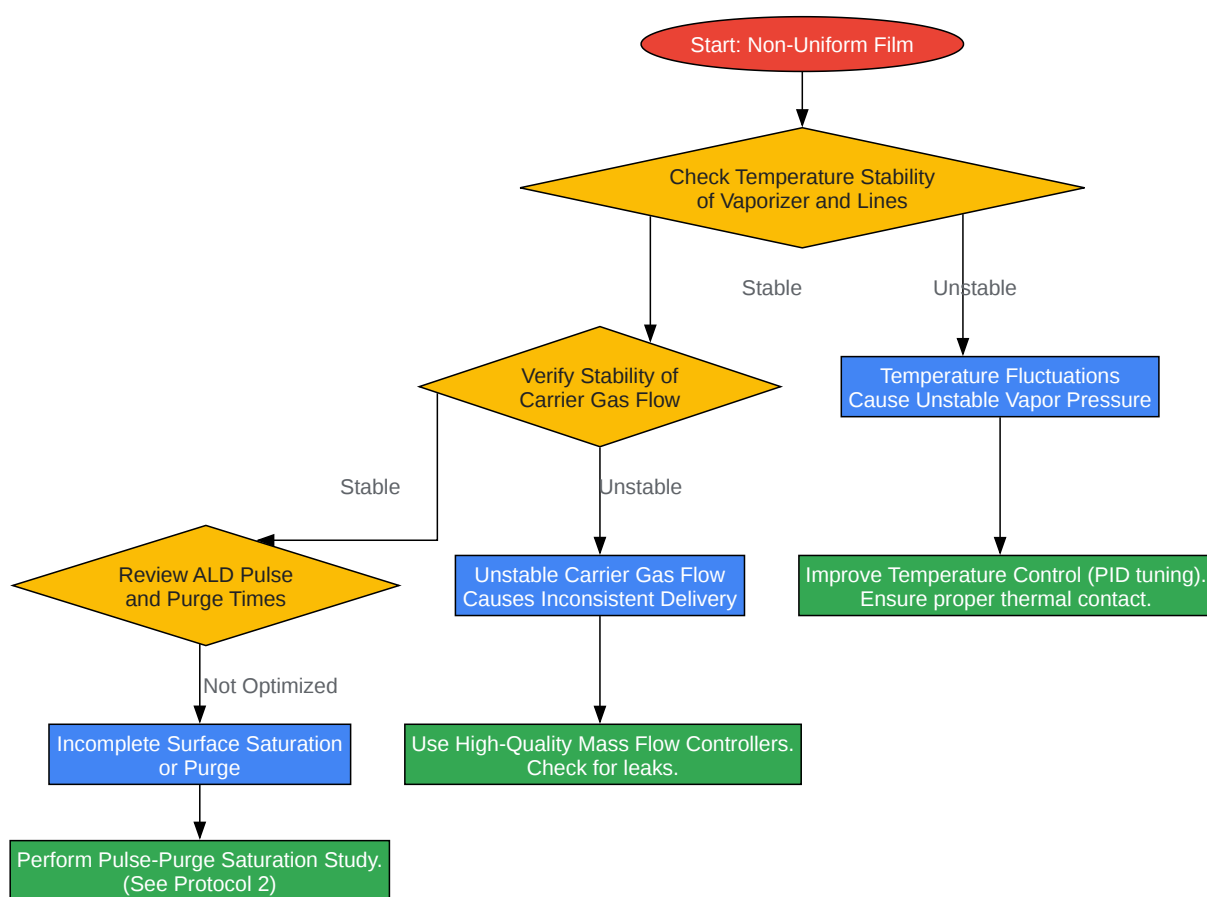 Start: Non-Uniform Film
Check Temperature Stability
of Vaporizer and Lines
Stable
Unstable
Verify Stability of
Carrier Gas Flow
Temperature Fluctuations
Cause Unstable Vapor Pressure
Stable
Unstable
Review ALD Pulse
and Purge Times
Unstable Carrier Gas Flow
Causes Inconsistent Delivery
Improve Temperature Control (PID tuning).
Ensure proper thermal contact.
Not Optimized
Incomplete Surface Saturation
or Purge
Use High-Quality Mass Flow Controllers.
Check for leaks.
Perform Pulse-Purge Saturation Study.
(See Protocol 2)